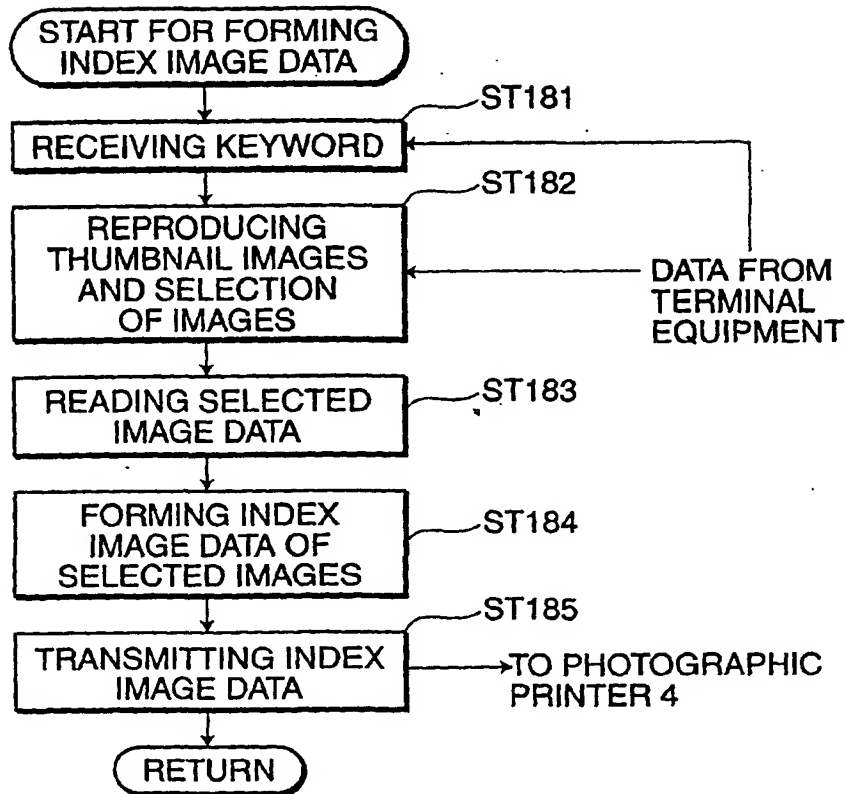 START FOR FORMING
INDEX IMAGE DATA
ST181
RECEIVING KEYWORD
ST182
REPRODUCING
THUMBNAIL IMAGES
AND SELECTION
OF IMAGES
DATA FROM
TERMINAL
EQUIPMENT
ST183
READING SELECTED
IMAGE DATA
ST184
FORMING INDEX
IMAGE DATA OF
SELECTED IMAGES
ST185
TRANSMITTING INDEX
IMAGE DATA
TO PHOTOGRAPHIC
PRINTER 4
RETURN